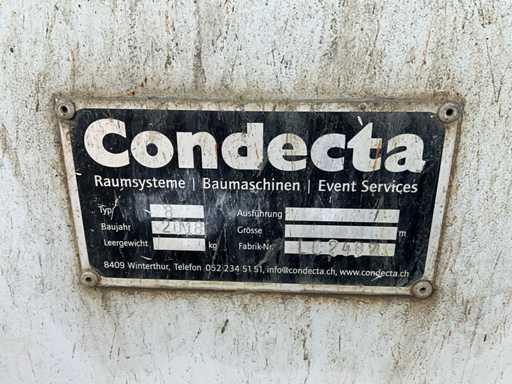 Condecta
Raumsysteme | Baumaschinen | Event Services
Typ 8 Ausführung
Baujahr Grösse m
Leergewicht kg Fabrik-Nr.
8409 Winterthur, Telefon 052 234 51 51, info@condecta.ch, www.condecta.ch